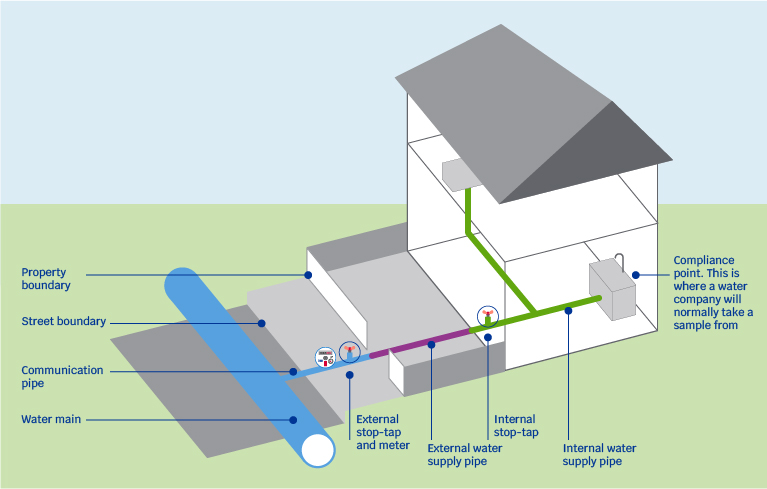 Property
boundary
Street boundary
Communication
pipe
Water main
External
stop-tap
and meter
External water
supply pipe
Internal
stop-tap
Internal water
supply pipe
Compliance
point. This is
where a water
company will
normally take a
sample from